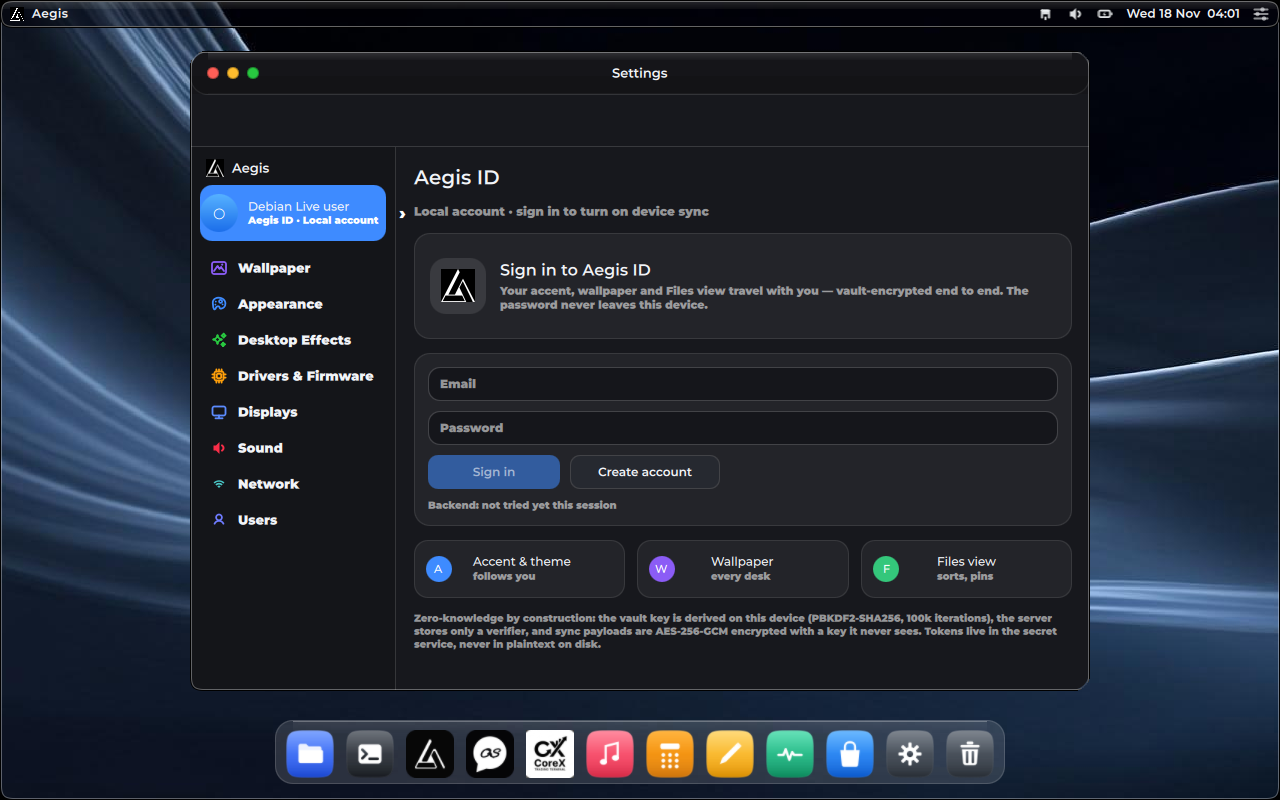 Aegis
Wed 18 Nov 04:01
Settings
Aegis
Debian Live user
Aegis ID • Local account
Wallpaper
Appearance
Desktop Effects
Drivers & Firmware
Displays
Sound
Network
Users
Aegis ID
Local account • sign in to turn on device sync
Sign in to Aegis ID
Your accent, wallpaper and Files view travel with you — vault-encrypted end to end. The
password never leaves this device.
Email
Password
Sign in
Create account
Backend: not tried yet this session
A
Accent & theme
follows you
W
Wallpaper
every desk
F
Files view
sorts, pins
Zero-knowledge by construction: the vault key is derived on this device (PBKDF2-SHA256, 100k iterations), the server
stores only a verifier, and sync payloads are AES-256-GCM encrypted with a key it never sees. Tokens live in the secret
service, never in plaintext on disk.
as
CX
CoreX